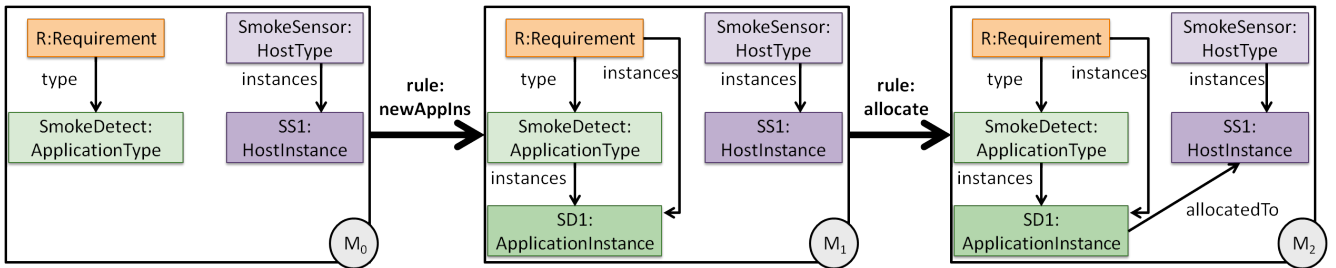 R:Requirement
SmokeSensor:
HostType
type
instances
SmokeDetect:
ApplicationType
SS1:
HostInstance
M0
rule:
newAppIns
R:Requirement
SmokeSensor:
HostType
type
instances
instances
SmokeDetect:
ApplicationType
SS1:
HostInstance
instances
SD1:
ApplicationInstance
M1
rule:
allocate
R:Requirement
SmokeSensor:
HostType
type
instances
instances
SmokeDetect:
ApplicationType
SS1:
HostInstance
instances
SD1:
ApplicationInstance
allocatedTo
M2